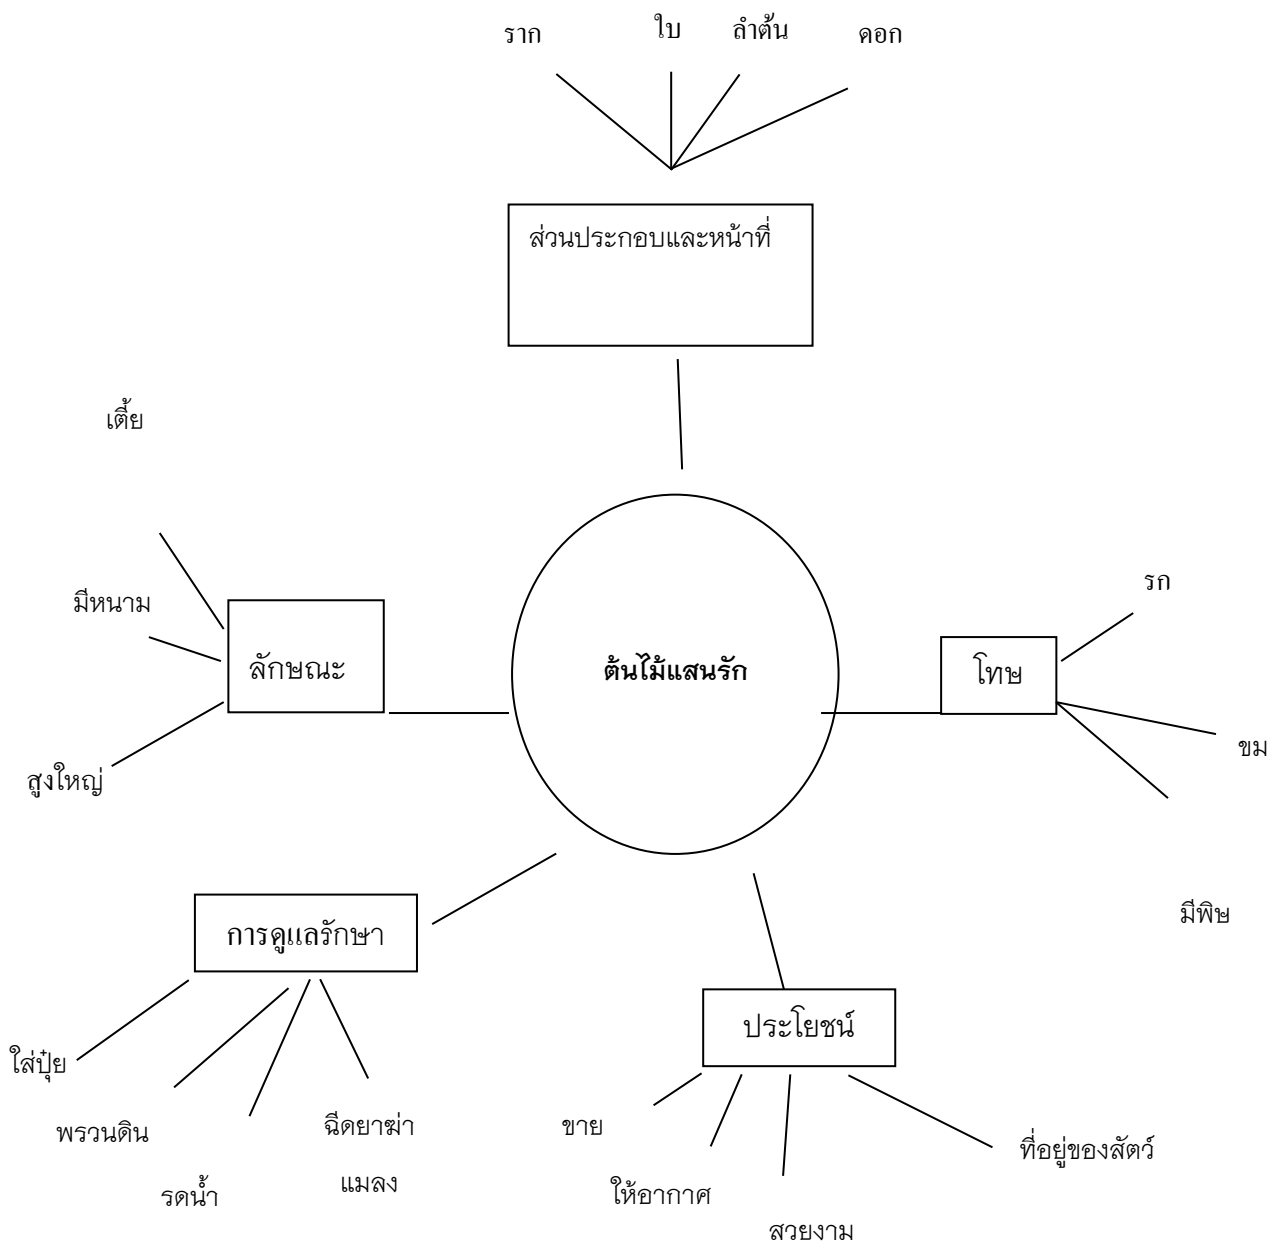 ราก
ใบ
ลำต้น
ดอก
ส่วนประกอบและหน้าที่
เตี้ย
มีหนาม
ลักษณะ
สูงใหญ่
ต้นไม้แสนรัก
รก
โทษ
ขม
มีพิษ
การดูแลรักษา
ใส่ปุ๋ย
พรวนดิน
รดน้ำ
ฉีดยาฆ่า
แมลง
ประโยชน์
ขาย
ให้อากาศ
สวยงาม
ที่อยู่ของสัตว์